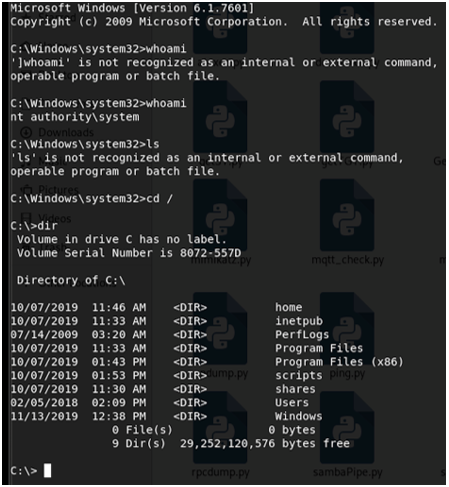 Microsoft Windows [Version 6.1.7601]
Copyright (c) 2009 Microsoft Corporation.  All rights reserved.
C:\Windows\system32>whoami
']whoami' is not recognized as an internal or external command,
operable program or batch file.
C:\Windows\system32>whoami
nt authority\system
Downloads
C:\Windows\system32>ls
'ls' is not recognized as an internal or external command,
operable program or batch file.
Pictures
C:\Windows\system32>cd /
Videos
C:\>dir
 Volume in drive C has no label.
 Volume Serial Number is 8072-557D
mimikatz.py mqtt_check.py
 Directory of C:\
10/07/2019  11:46 AM    <DIR>          home
10/07/2019  11:33 AM    <DIR>          inetpub
07/14/2009  03:20 AM    <DIR>          PerfLogs
10/07/2019  11:33 AM    <DIR>          Program Files
10/07/2019  01:43 PM    <DIR>          Program Files (x86)
10/07/2019  01:53 PM    <DIR>          scripts
10/07/2019  11:30 AM    <DIR>          shares
ping.py
02/05/2018  02:09 PM    <DIR>          Users
11/13/2019  12:38 PM    <DIR>          Windows
               0 File(s)              0 bytes
               9 Dir(s)  29,252,120,576 bytes free
C:\>
rpcdump.py sambaPipe.py